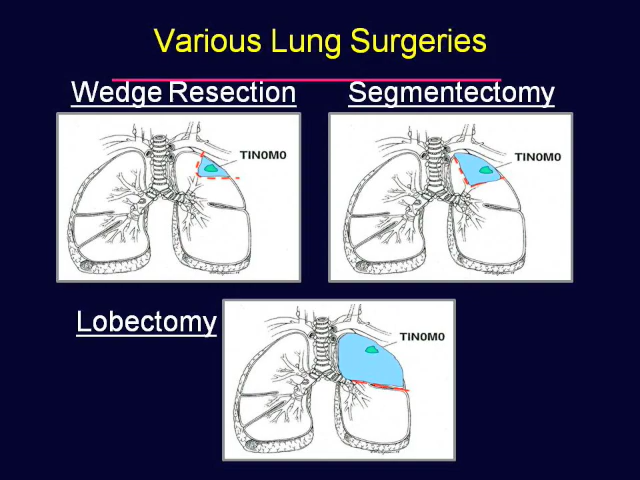 Various Lung Surgeries
Wedge Resection
Segmentectomy
TINOMO
TINOMO
Lobectomy
TINOMO